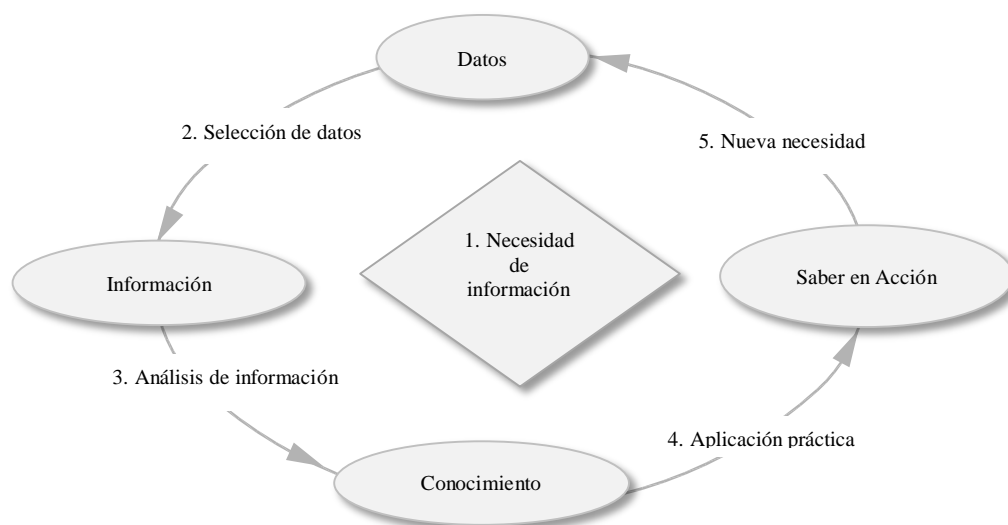 Datos
2. Selección de datos
5. Nueva necesidad
1. Necesidad
de
información
Información
Saber en Acción
3. Análisis de información
4. Aplicación práctica
Conocimiento